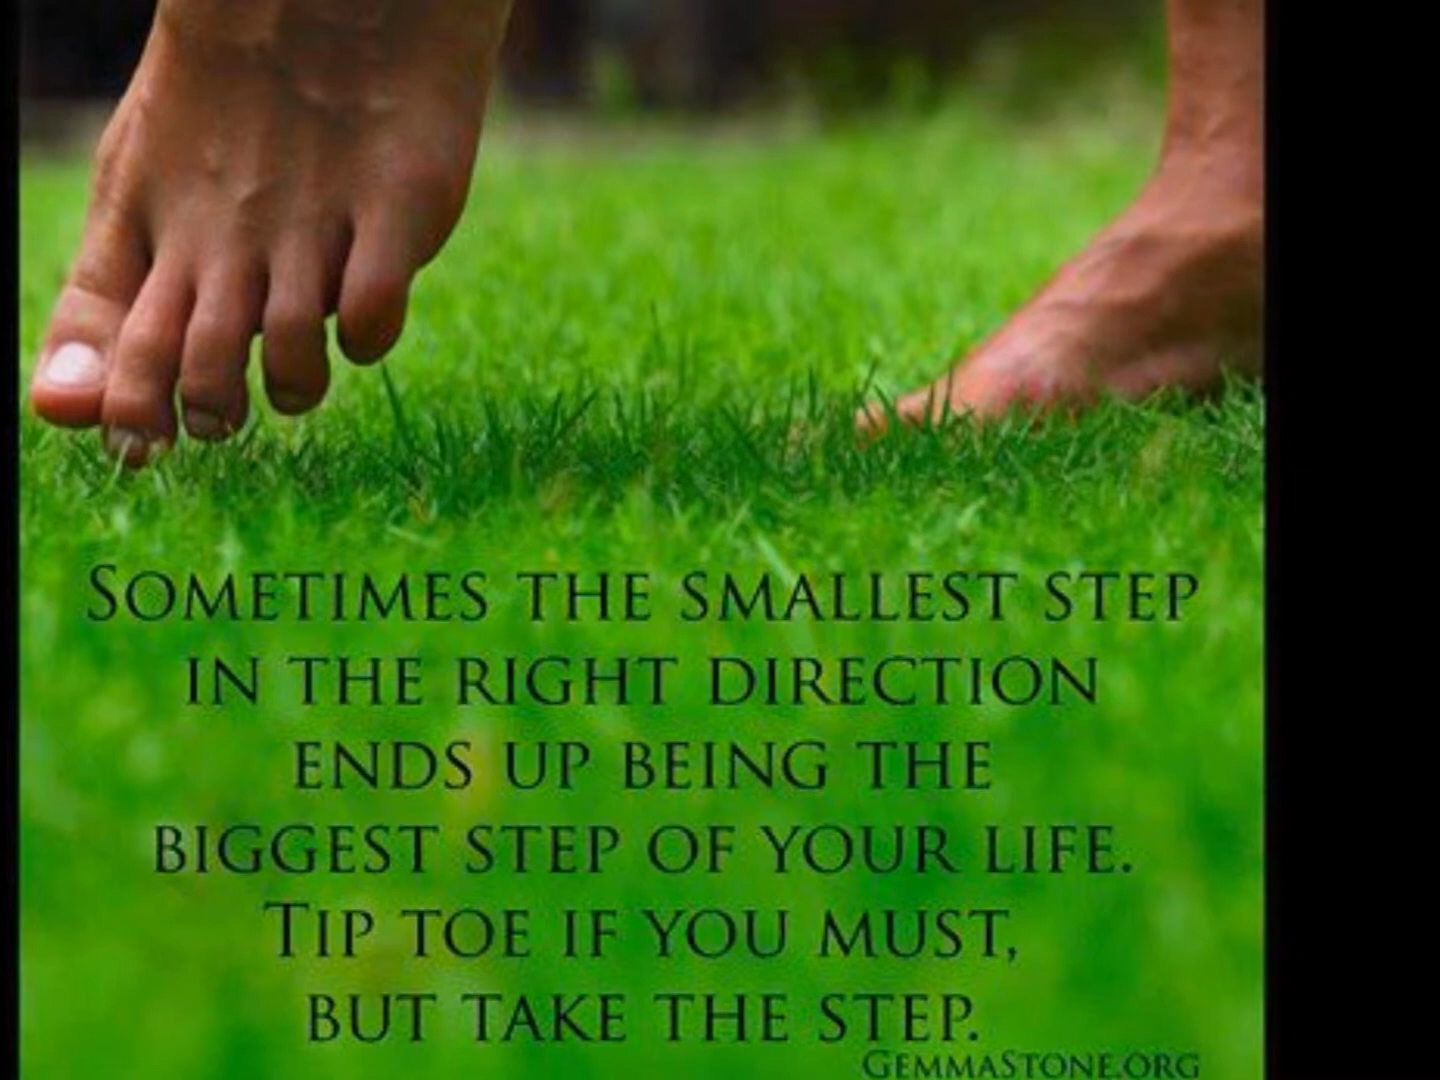 Sometimes the smallest step
in the right direction
ends up being the
biggest step of your life.
Tip toe if you must,
but take the step.
GemmaStone.org